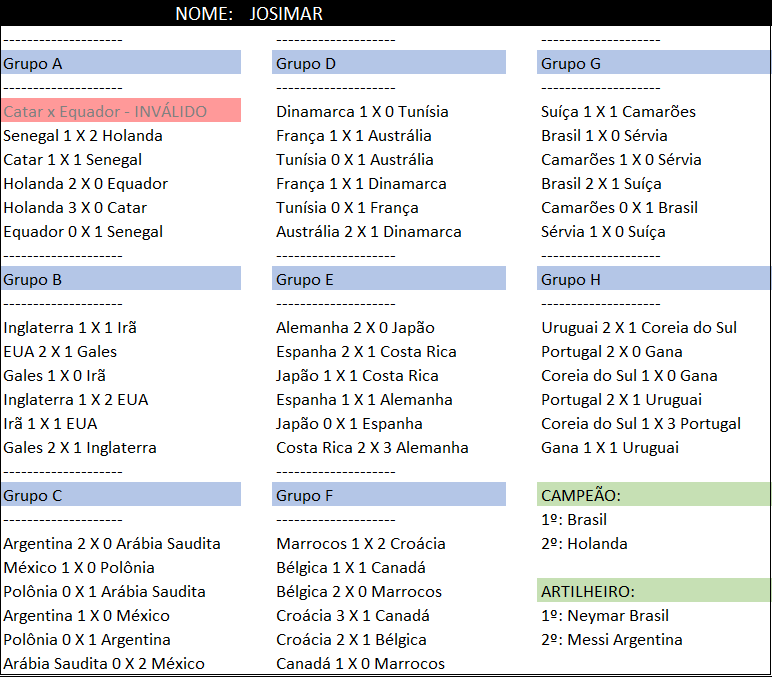 NOME: JOSIMAR
--------------------
Grupo A
--------------------
Catar x Equador - INVÁLIDO
Senegal 1 X 2 Holanda
Catar 1 X 1 Senegal
Holanda 2 X 0 Equador
Holanda 3 X 0 Catar
Equador 0 X 1 Senegal
--------------------
Grupo B
--------------------
Inglaterra 1 X 1 Irã
EUA 2 X 1 Gales
Gales 1 X 0 Irã
Inglaterra 1 X 2 EUA
Irã 1 X 1 EUA
Gales 2 X 1 Inglaterra
--------------------
Grupo C
--------------------
Argentina 2 X 0 Arábia Saudita
México 1 X 0 Polônia
Polônia 0 X 1 Arábia Saudita
Argentina 1 X 0 México
Polônia 0 X 1 Argentina
Arábia Saudita 0 X 2 México
--------------------
Grupo D
--------------------
Dinamarca 1 X 0 Tunísia
França 1 X 1 Austrália
Tunísia 0 X 1 Austrália
França 1 X 1 Dinamarca
Tunísia 0 X 1 França
Austrália 2 X 1 Dinamarca
--------------------
Grupo E
--------------------
Alemanha 2 X 0 Japão
Espanha 2 X 1 Costa Rica
Japão 1 X 1 Costa Rica
Espanha 1 X 1 Alemanha
Japão 0 X 1 Espanha
Costa Rica 2 X 3 Alemanha
--------------------
Grupo F
--------------------
Marrocos 1 X 2 Croácia
Bélgica 1 X 1 Canadá
Bélgica 2 X 0 Marrocos
Croácia 3 X 1 Canadá
Croácia 2 X 1 Bélgica
Canadá 1 X 0 Marrocos
--------------------
Grupo G
--------------------
Suíça 1 X 1 Camarões
Brasil 1 X 0 Sérvia
Camarões 1 X 0 Sérvia
Brasil 2 X 1 Suíça
Camarões 0 X 1 Brasil
Sérvia 1 X 0 Suíça
--------------------
Grupo H
--------------------
Uruguai 2 X 1 Coreia do Sul
Portugal 2 X 0 Gana
Coreia do Sul 1 X 0 Gana
Portugal 2 X 1 Uruguai
Coreia do Sul 1 X 3 Portugal
Gana 1 X 1 Uruguai
CAMPEÃO:
1º: Brasil
2º: Holanda
ARTILHEIRO:
1º: Neymar Brasil
2º: Messi Argentina